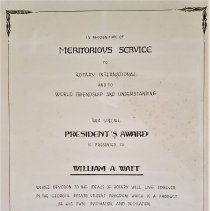 IN RECOGNITION OF
MERITORIOUS SERVICE
TO
ROTARY INTERNATIONAL
AND TO
WORLD FRIENDSHIP AND UNDERSTANDING
THIS SPECIAL
PRESIDENT'S AWARD
IS PRESENTED TO
WILLIAM A. WATT
WHOSE DEVOTION TO THE IDEALS OF ROTARY WILL LIVE FOREVER
IN THE GEORGIA ROTARY STUDENT PROGRAM WHICH IS A PRODUCT
OF HIS OWN INSPIRATION AND DEDICATION